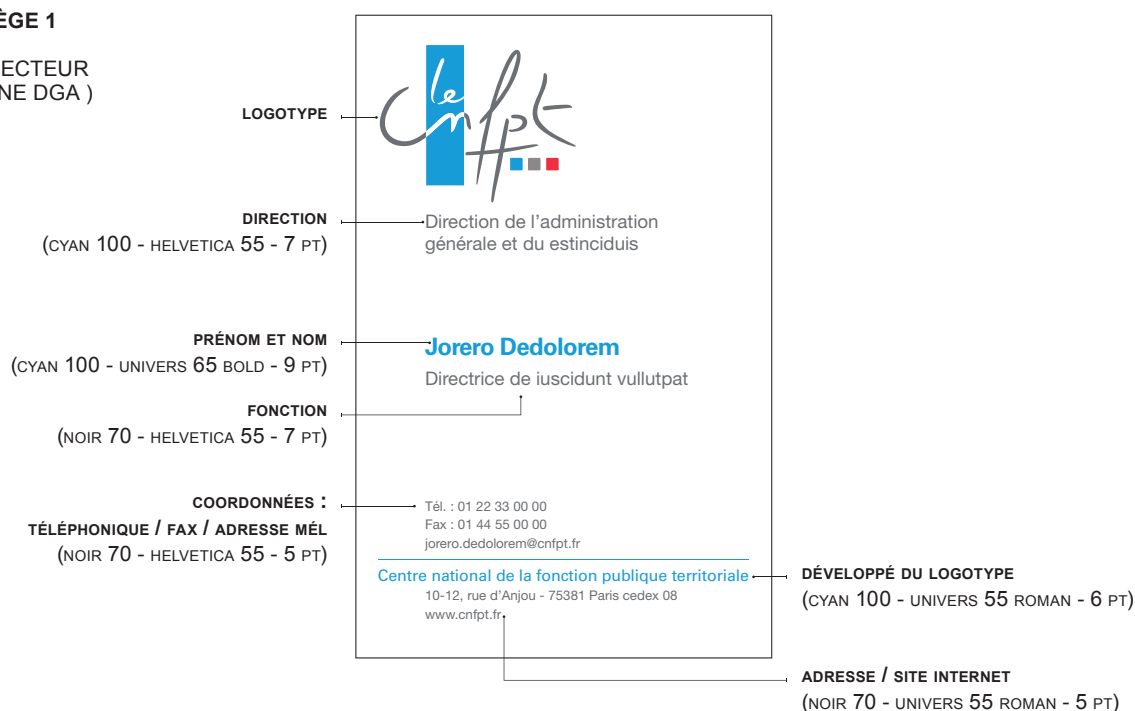 ÈGE 1
ECTEUR
NE DGA )
LOGOTYPE
le cnfpt
DIRECTION
(CYAN 100 - HELVETICA 55 - 7 PT)
Direction de l'administration
générale et du estinciduis
PRÉNOM ET NOM
(CYAN 100 - UNIVERS 65 BOLD - 9 PT)
Jorero Dedolorem
Directrice de iuscidunt vullutpat
FONCTION
(NOIR 70 - HELVETICA 55 - 7 PT)
COORDONNÉES :
TÉLÉPHONIQUE / FAX / ADRESSE MÉL
(NOIR 70 - HELVETICA 55 - 5 PT)
Tél. : 01 22 33 00 00
Fax : 01 44 55 00 00
jorero.dedolorem@cnfpt.fr
Centre national de la fonction publique territoriale
10-12, rue d'Anjou - 75381 Paris cedex 08
www.cnfpt.fr
DÉVELOPPÉ DU LOGOTYPE
(CYAN 100 - UNIVERS 55 ROMAN - 6 PT)
ADRESSE / SITE INTERNET
(NOIR 70 - UNIVERS 55 ROMAN - 5 PT)